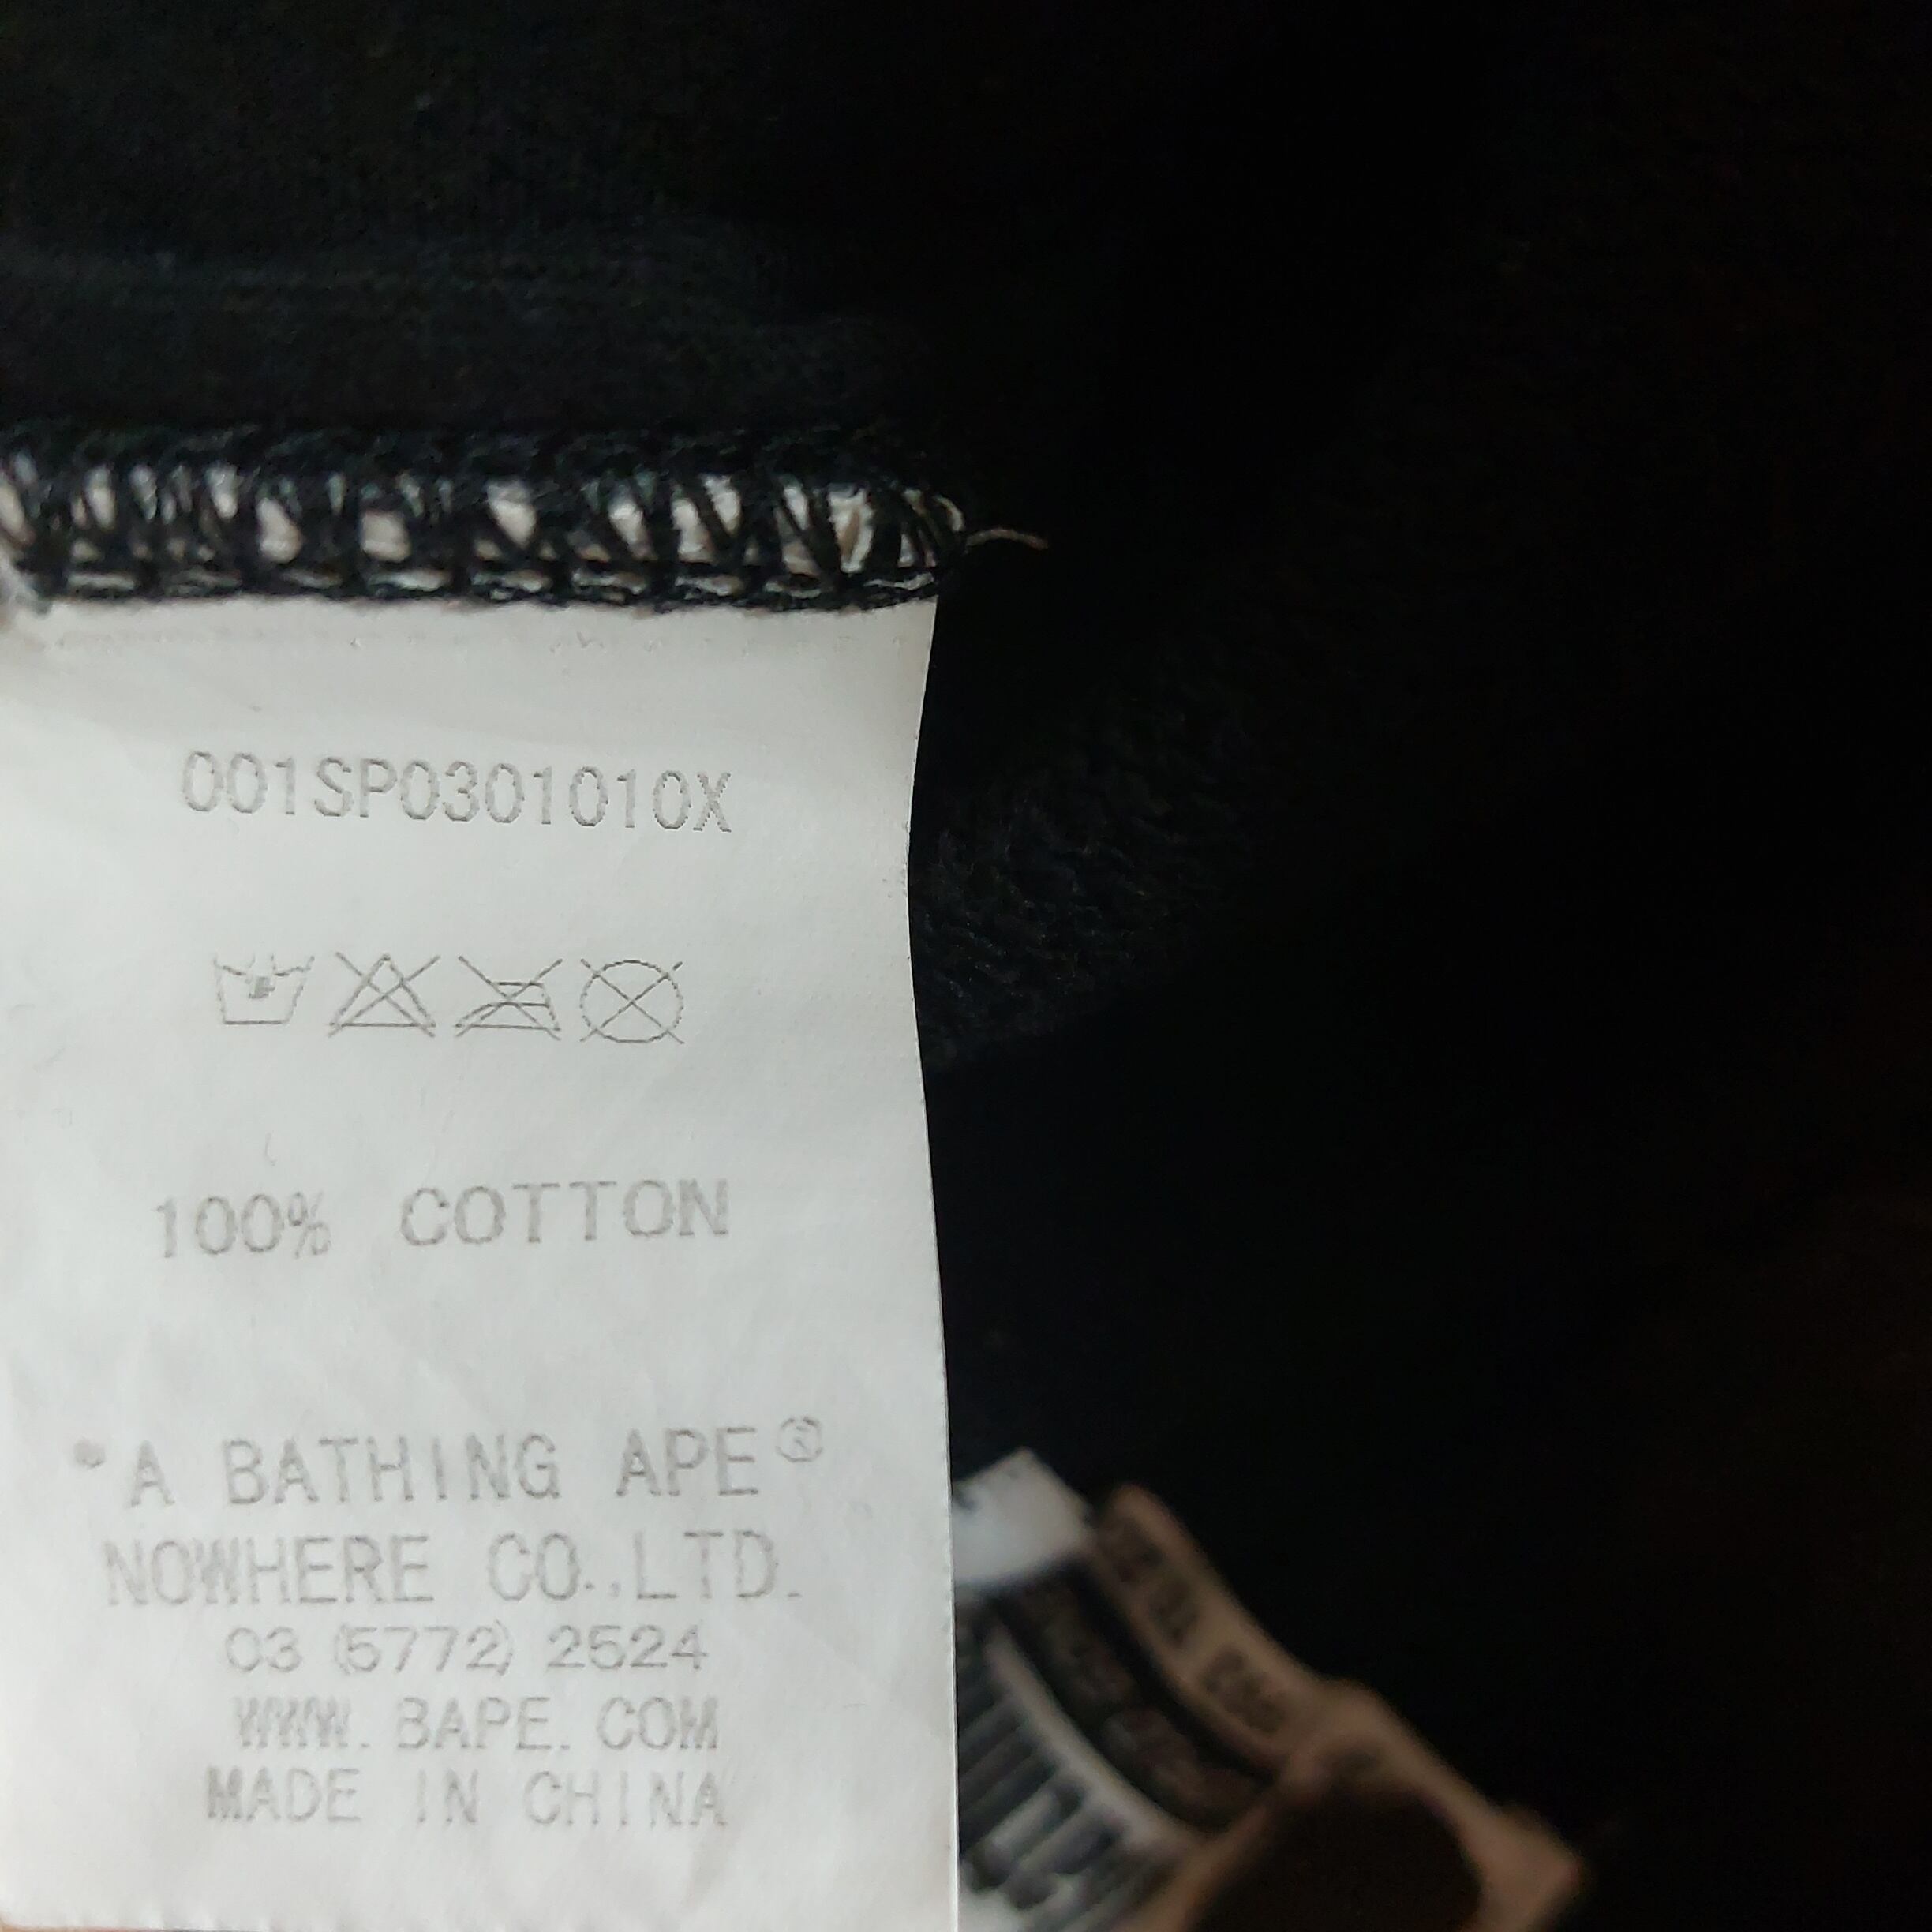 001SP0301010X
100% COTTON
"A BATHING APE®
NOWHERE CO.,LTD.
03 (5772) 2524
WWW.BAPE.COM
MADE IN CHINA